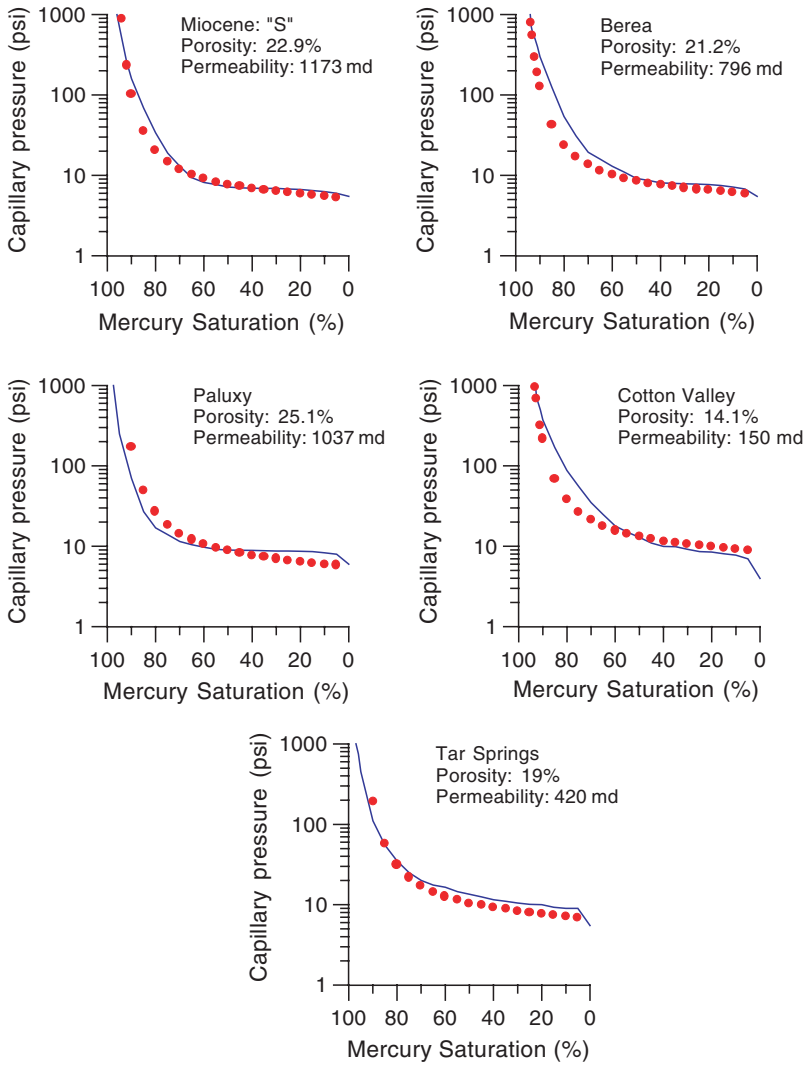 Capillary pressure (psi)
1000
100
10
1
Miocene: "S"
Porosity: 22.9%
Permeability: 1173 md
100 80 60 40 20 0
Mercury Saturation (%)
Capillary pressure (psi)
1000
100
10
1
Berea
Porosity: 21.2%
Permeability: 796 md
100 80 60 40 20 0
Mercury Saturation (%)
Capillary pressure (psi)
1000
100
10
1
Paluxy
Porosity: 25.1%
Permeability: 1037 md
100 80 60 40 20 0
Mercury Saturation (%)
Capillary pressure (psi)
1000
100
10
1
Cotton Valley
Porosity: 14.1%
Permeability: 150 md
100 80 60 40 20 0
Mercury Saturation (%)
Capillary pressure (psi)
1000
100
10
1
Tar Springs
Porosity: 19%
Permeability: 420 md
100 80 60 40 20 0
Mercury Saturation (%)